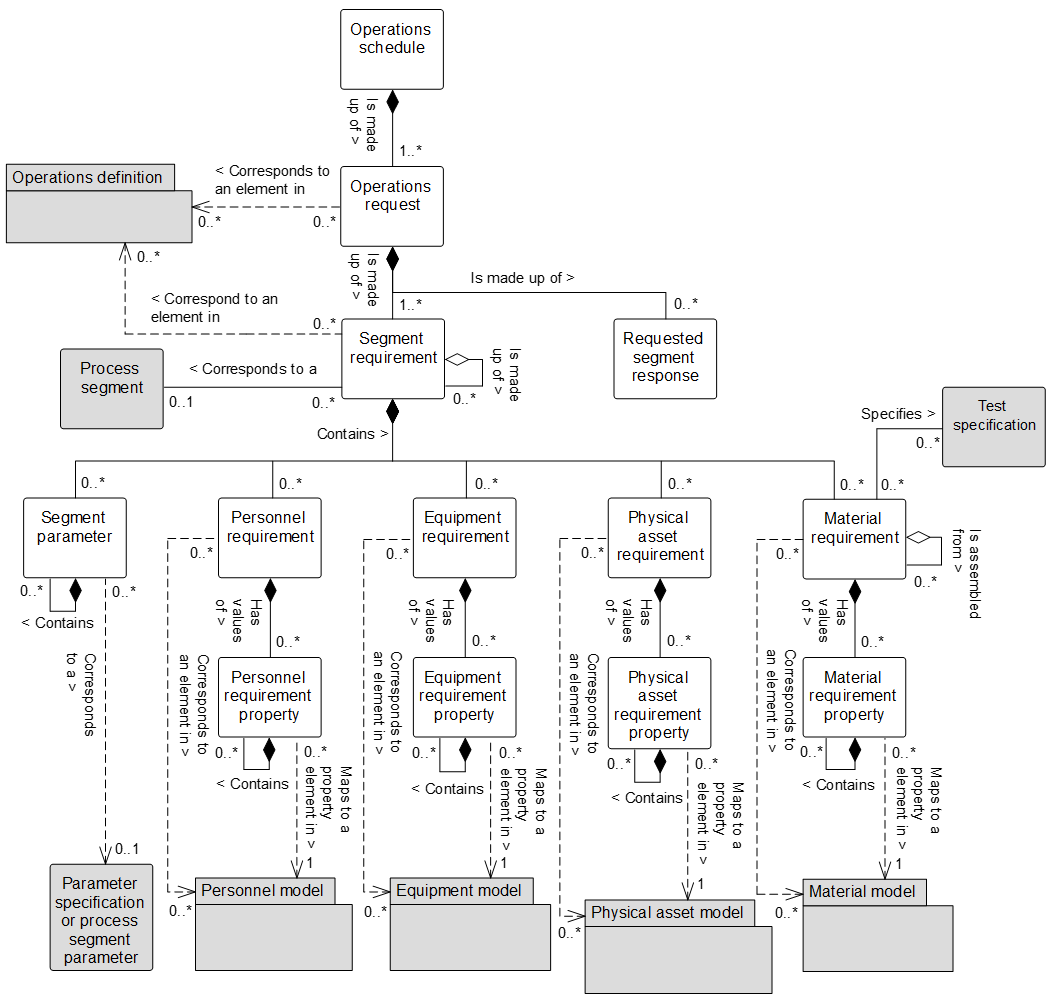 Operations
schedule
Is made
up of >
1..*
Operations definition
< Corresponds to
an element in
0..*
0..*
Operations
request
0..*
Is made
up of >
1..*
Is made up of >
0..*
< Correspond to an
element in
0..*
Segment
requirement
Is made
up of >
0..*
Requested
segment
response
Process
segment
< Corresponds to a
0..1
0..*
Contains >
Test
specification
Specifies >
0..*
0..*
0..*
0..*
0..*
0..*
0..*
Segment
parameter
0..*
0..*
< Contains
Corresponds
to a >
0..1
Parameter
specification
or process
segment
parameter
Personnel
requirement
0..*
Has
values
of >
0..*
Corresponds to
an element in >
Personnel
requirement
property
0..*
0..*
< Contains
Maps to a
property
element in >
1
Personnel model
0..*
Equipment
requirement
0..*
Has
values
of >
0..*
Corresponds to
an element in >
Equipment
requirement
property
0..*
0..*
< Contains
Maps to a
property
element in >
1
Equipment model
0..*
Physical
asset
requirement
0..*
Has
values
of >
0..*
Corresponds to
an element in >
Physical
asset
requirement
property
0..*
0..*
< Contains
Maps to a
property
element in >
1
Physical asset model
0..*
Material
requirement
0..*
Is assembled
from >
0..*
Has
values
of >
0..*
Corresponds to
an element in >
Material
requirement
property
0..*
0..*
< Contains
Maps to a
property
element in >
1
Material model
0..*